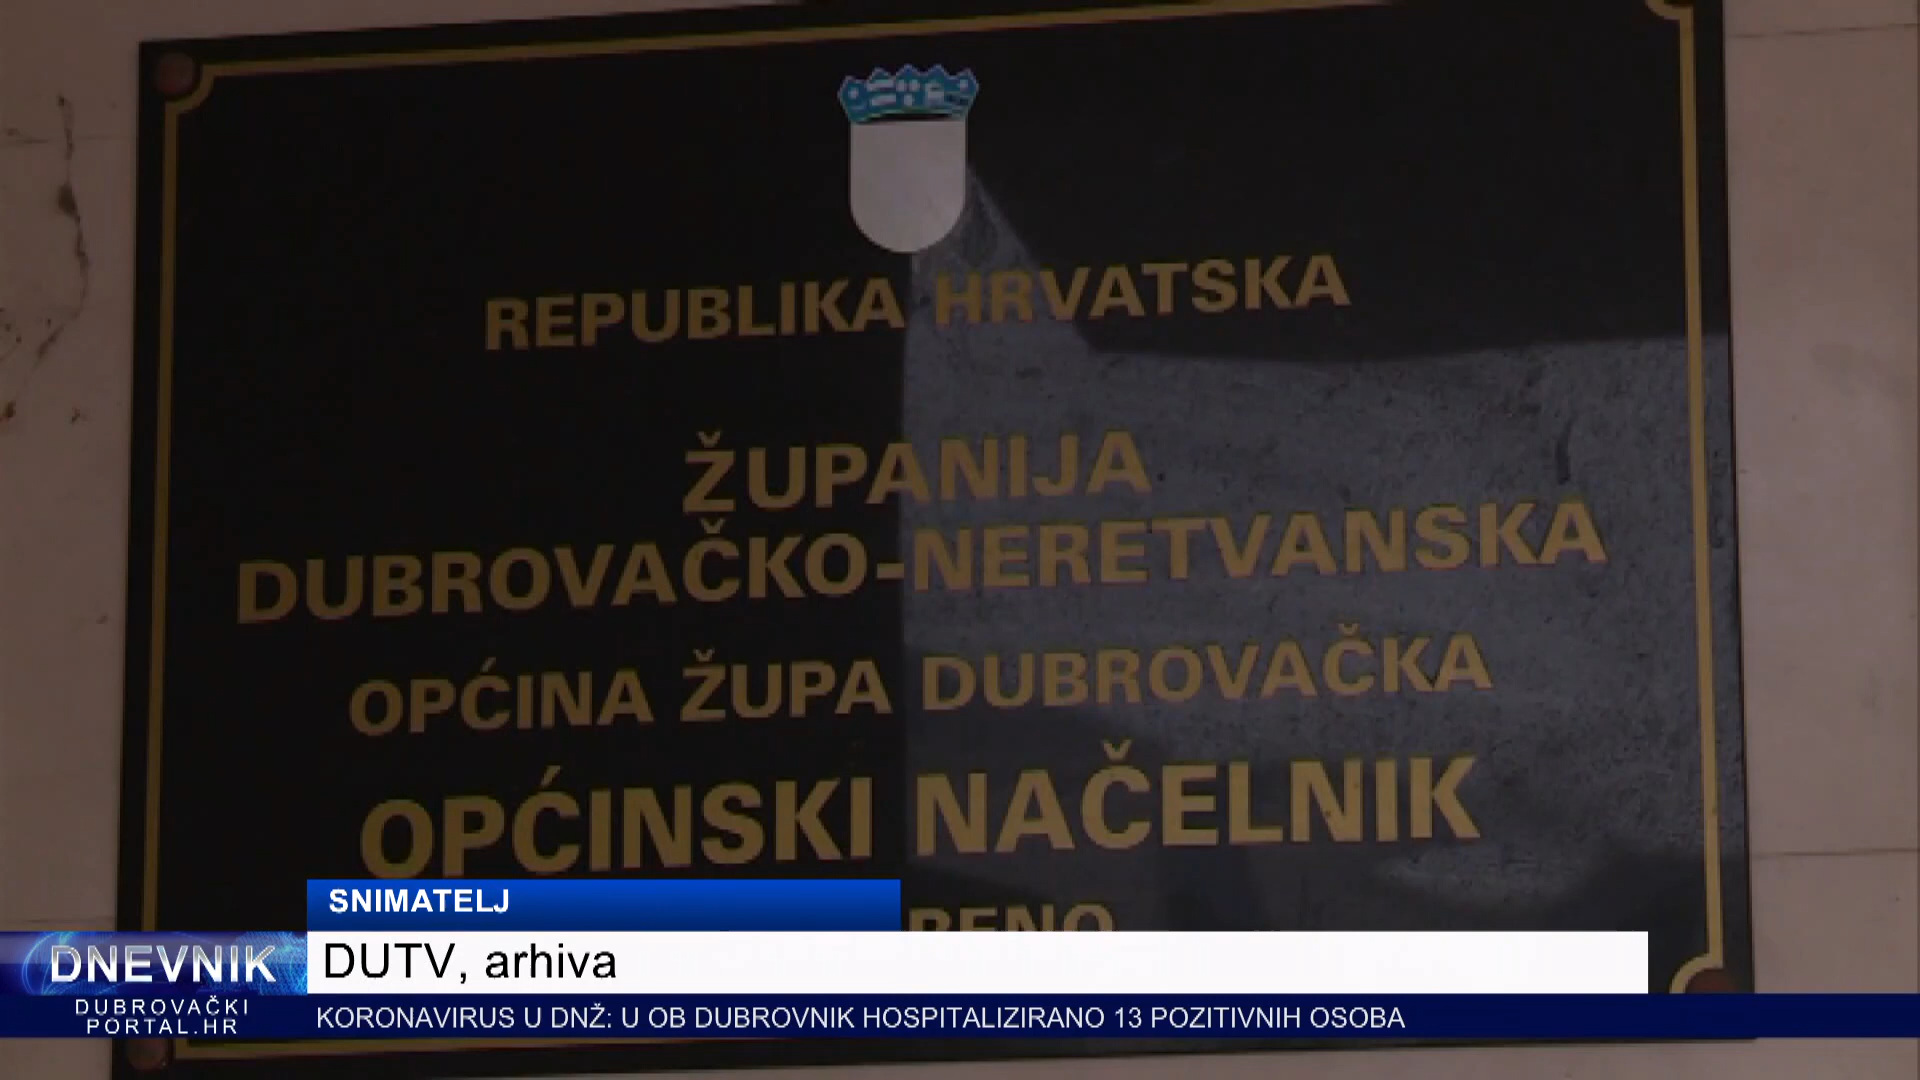 REPUBLIKA HRVATSKA
ŽUPANIJA
DUBROVAČKO-NERETVANSKA
OPĆINA ŽUPA DUBROVAČKA
OPĆINSKI NAČELNIK
SNIMATELJ
DUTV, arhiva
DNEVNIK
DUBROVAČKI
PORTAL.HR
KORONAVIRUS U DNŽ: U OB DUBROVNIK HOSPITALIZIRANO 13 POZITIVNIH OSOBA